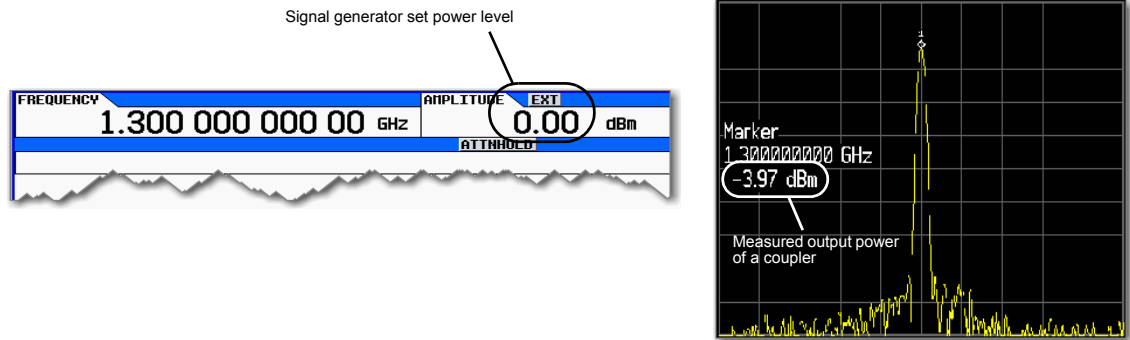 Signal generator set power level
FREQUENCY
1.300 000 000 00 GHz
AMPLITUDE
EXT
0.00 dBm
ATTNHOLD
1
Marker
1.300000000 GHz
-3.97 dBm
Measured output power
of a coupler